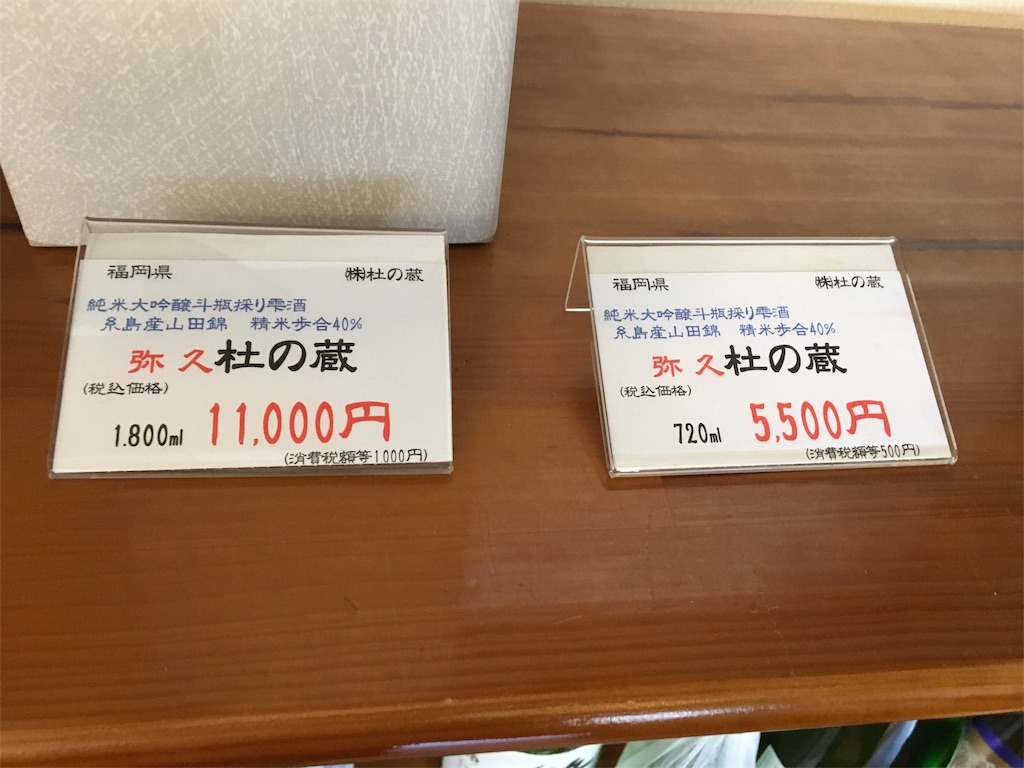 福岡県 ㈱杜の蔵
純米大吟醸斗瓶採り雫酒
糸島産山田錦 精米歩合40%
弥久杜の蔵
(税込価格)
1.800ml 11,000円
(消費税額等1000円)
福岡県 ㈱杜の蔵
純米大吟醸斗瓶採り雫酒
糸島産山田錦 精米歩合40%
弥久杜の蔵
(税込価格)
720ml 5,500円
(消費税額等500円)